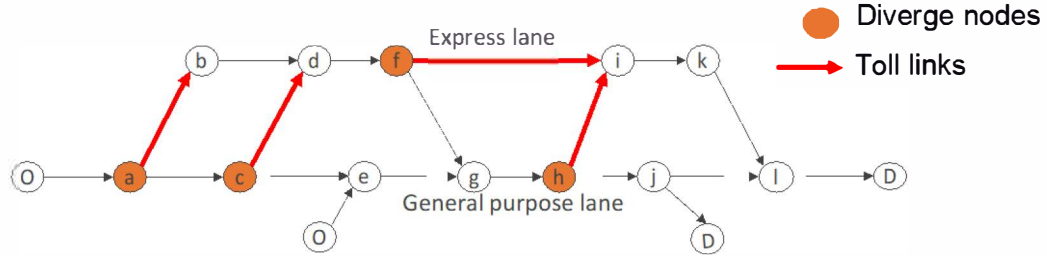 Diverge nodes
Express lane
Toll links
b
d
f
i
k
O
a
c
e
g
h
j
l
D
General purpose lane
O
D